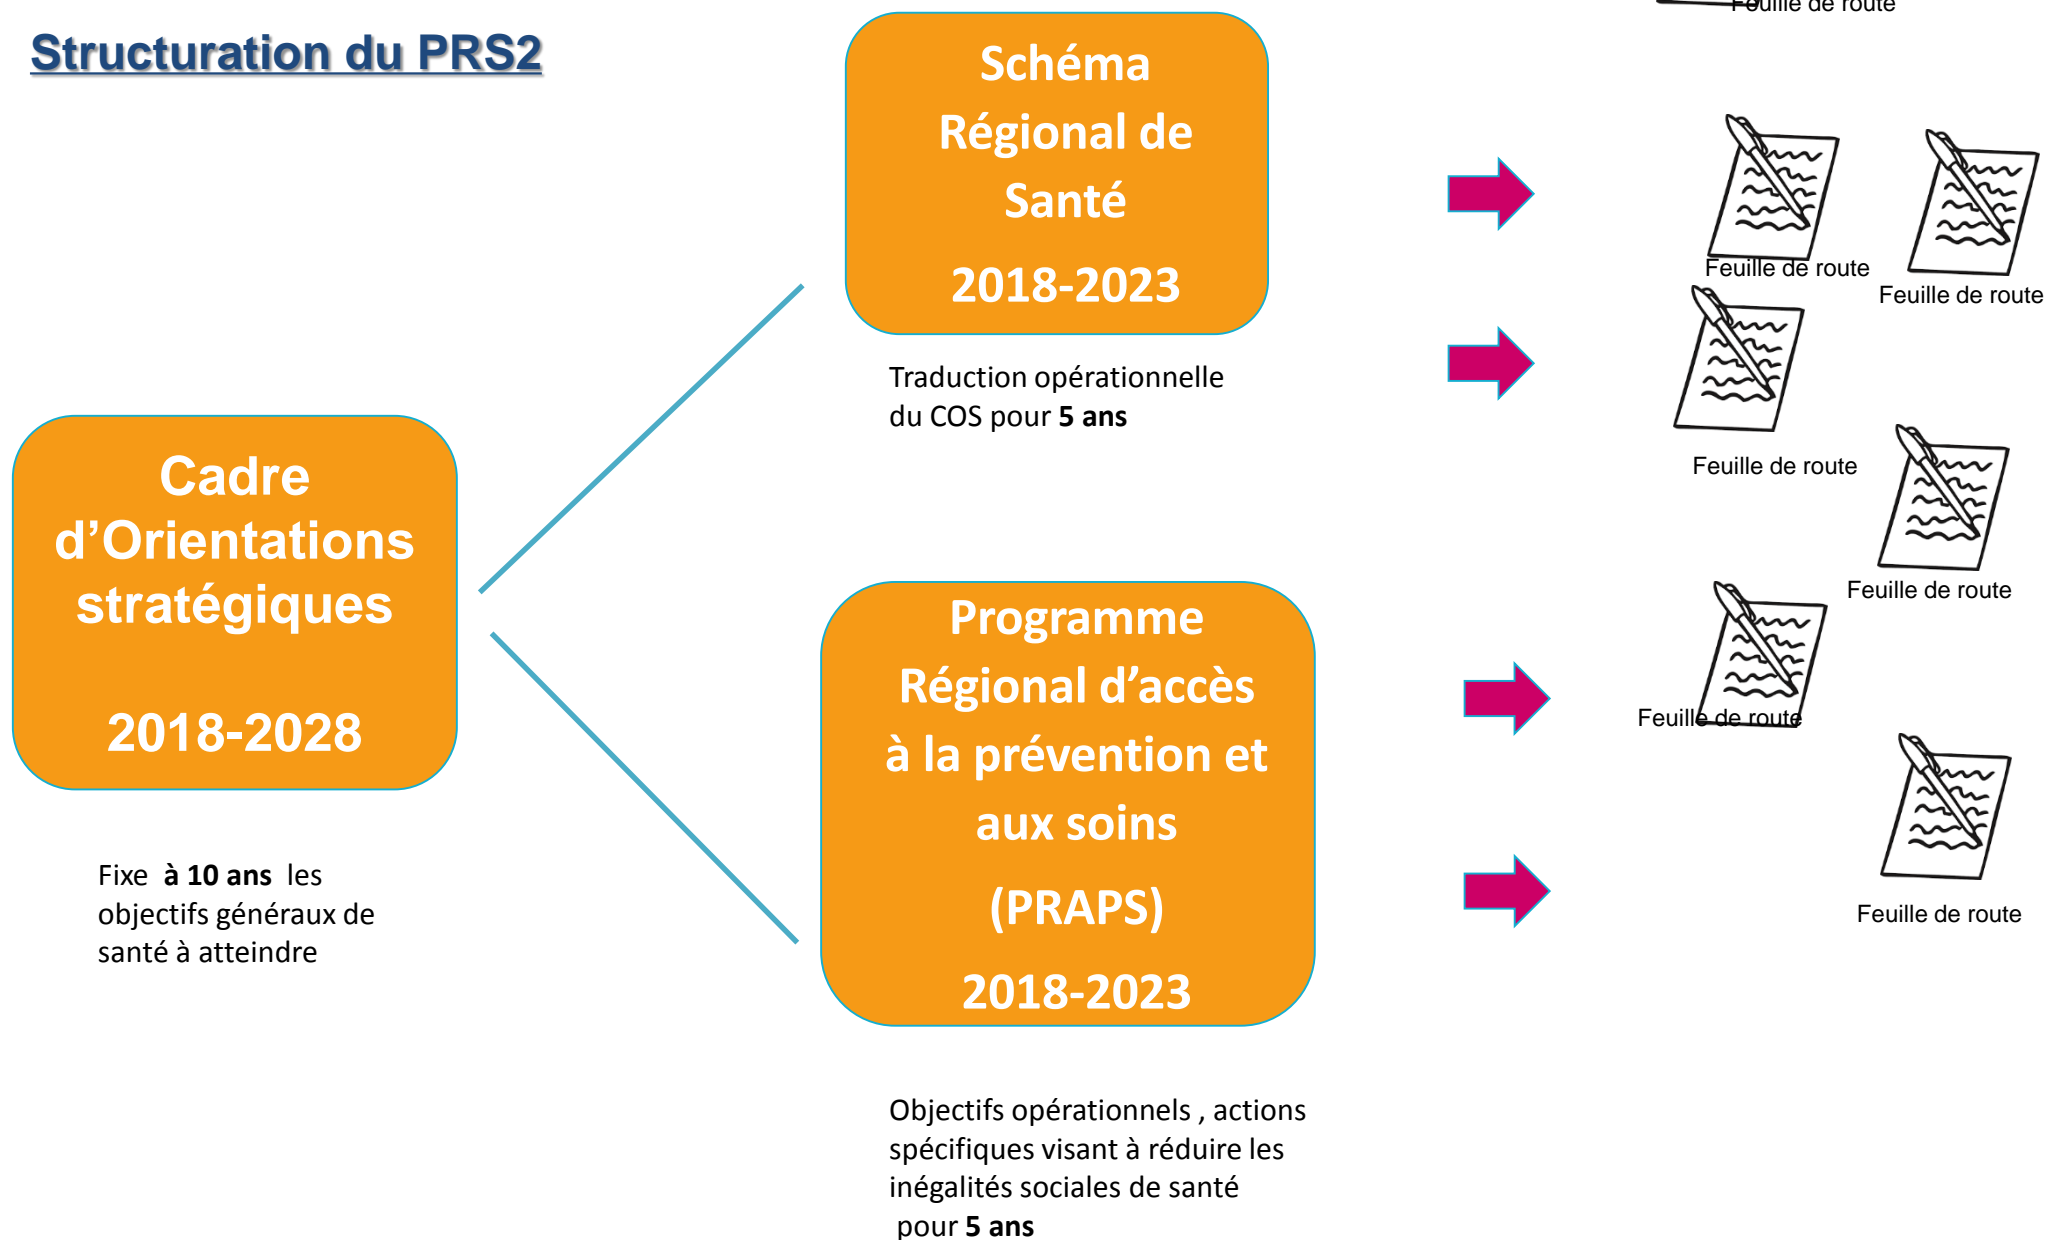 Structuration du PRS2
Cadre
d’Orientations
stratégiques
2018-2028
Fixe à 10 ans les
objectifs généraux de
santé à atteindre
Schéma
Régional de
Santé
2018-2023
Traduction opérationnelle
du COS pour 5 ans
Programme
Régional d’accès
à la prévention et
aux soins
(PRAPS)
2018-2023
Objectifs opérationnels , actions
spécifiques visant à réduire les
inégalités sociales de santé
pour 5 ans
Feuille de route
Feuille de route
Feuille de route
Feuille de route
Feuille de route
Feuille de route
Feuille de route